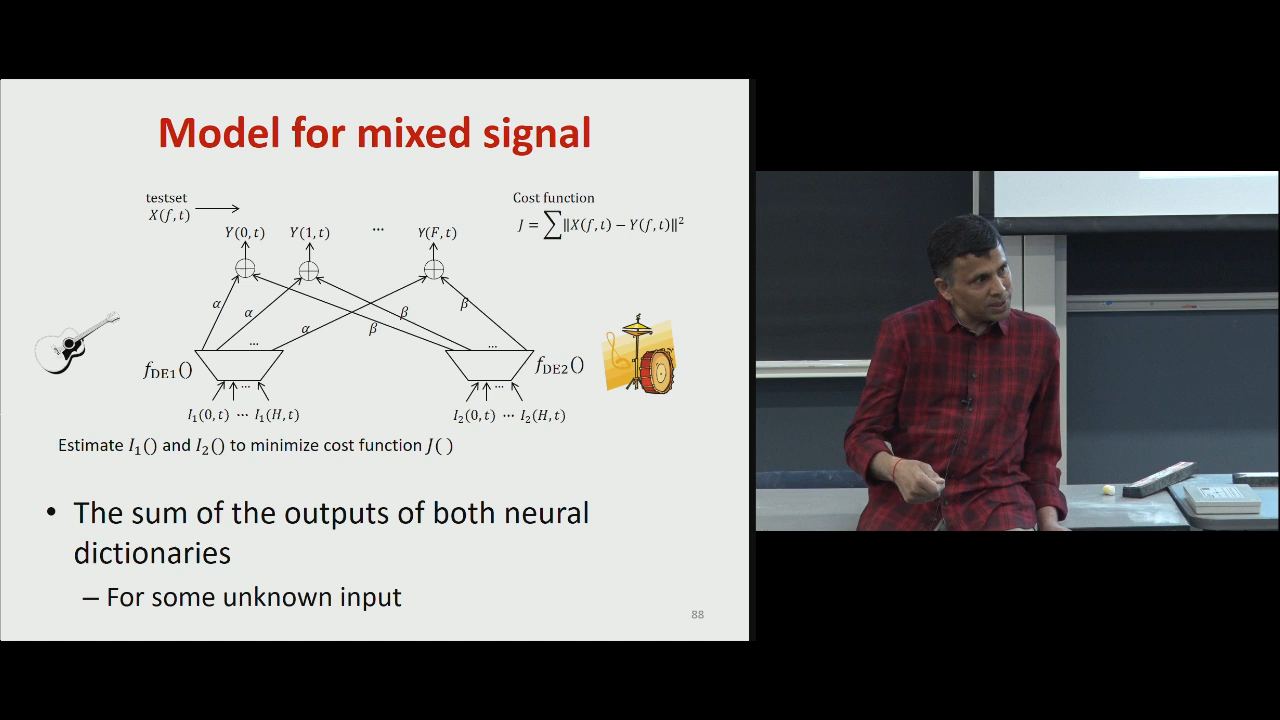 Model for mixed signal
testset
X(f,t)
Cost function
J = ∑‖X(f,t) − Y(f,t)‖²
Y(0,t) Y(1,t) ... Y(F,t)
α α α β β β
... ...
f_DE1() f_DE2()
... ...
I₁(0,t) ... I₁(H,t) I₂(0,t) ... I₂(H,t)
Estimate I₁() and I₂() to minimize cost function J( )
• The sum of the outputs of both neural
dictionaries
– For some unknown input
88